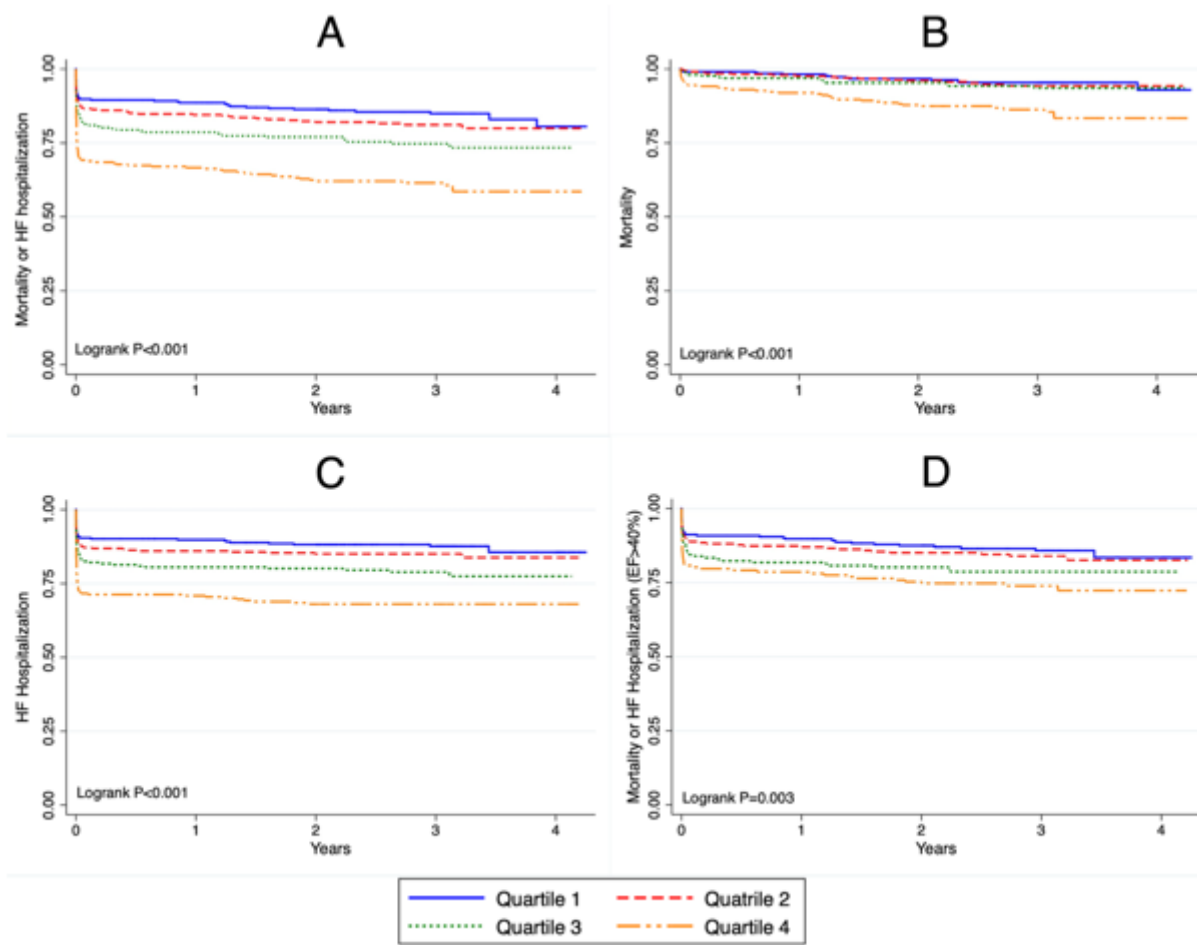 A
Mortality or HF hospitalization
1.00
0.75
0.50
0.25
0.00
Logrank P<0.001
0 1 2 3 4
Years
B
Mortality
1.00
0.75
0.50
0.25
0.00
Logrank P<0.001
0 1 2 3 4
Years
C
HF Hospitalization
1.00
0.75
0.50
0.25
0.00
Logrank P<0.001
0 1 2 3 4
Years
D
Mortality or HF Hospitalization (EF>40%)
1.00
0.75
0.50
0.25
0.00
Logrank P=0.003
0 1 2 3 4
Years
Quartile 1 Quatrile 2
Quartile 3 Quartile 4